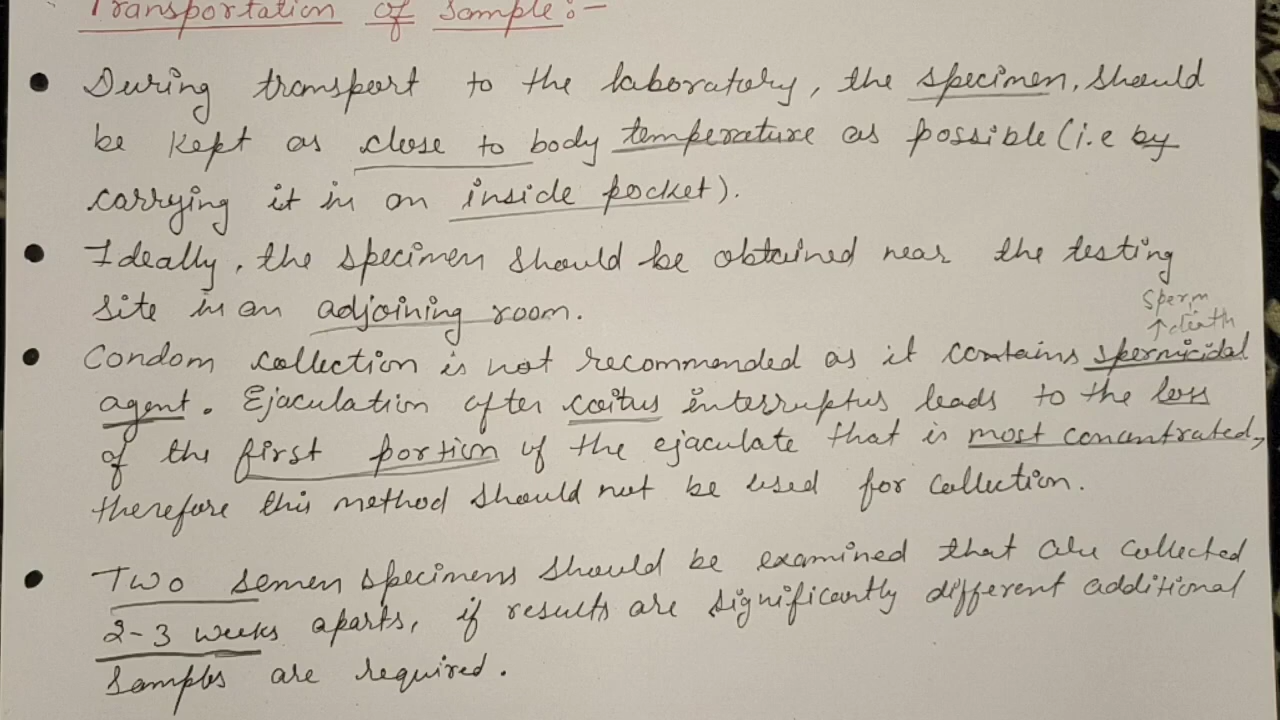 Transportation of Sample:-
• During transport to the laboratory, the specimen, should
be kept as close to body temperature as possible (i.e by
carrying it in an inside pocket).
• Ideally, the specimen should be obtained near the testing
site in an adjoining room.
Sperm
↑ death
• Condom collection is not recommended as it contains spermicidal
agent. Ejaculation after coitus interruptus leads to the loss
of the first portion of the ejaculate that is most concentrated,
therefore this method should not be used for collection.
• Two semen specimens should be examined that are collected
2-3 weeks aparts, if results are significantly different additional
samples are required.